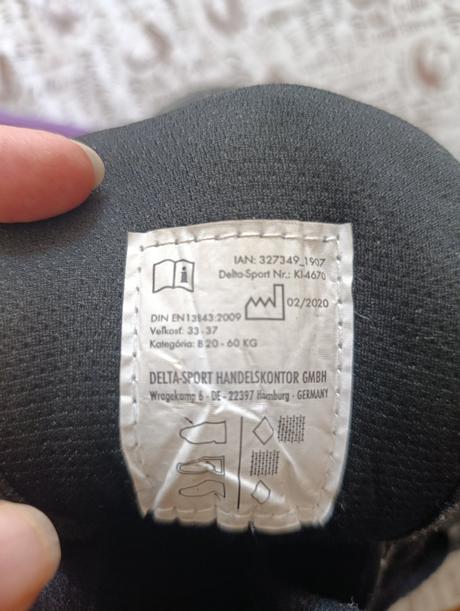 IAN: 327349_1907
Delta-Sport Nr.: KI-4670
02/2020
DIN EN13843:2009
Veľkosť: 33-37
Kategória: B 20 - 60 KG
DELTA-SPORT HANDELSKONTOR GMBH
Wragekamp 6 - DE - 22397 Hamburg - GERMANY